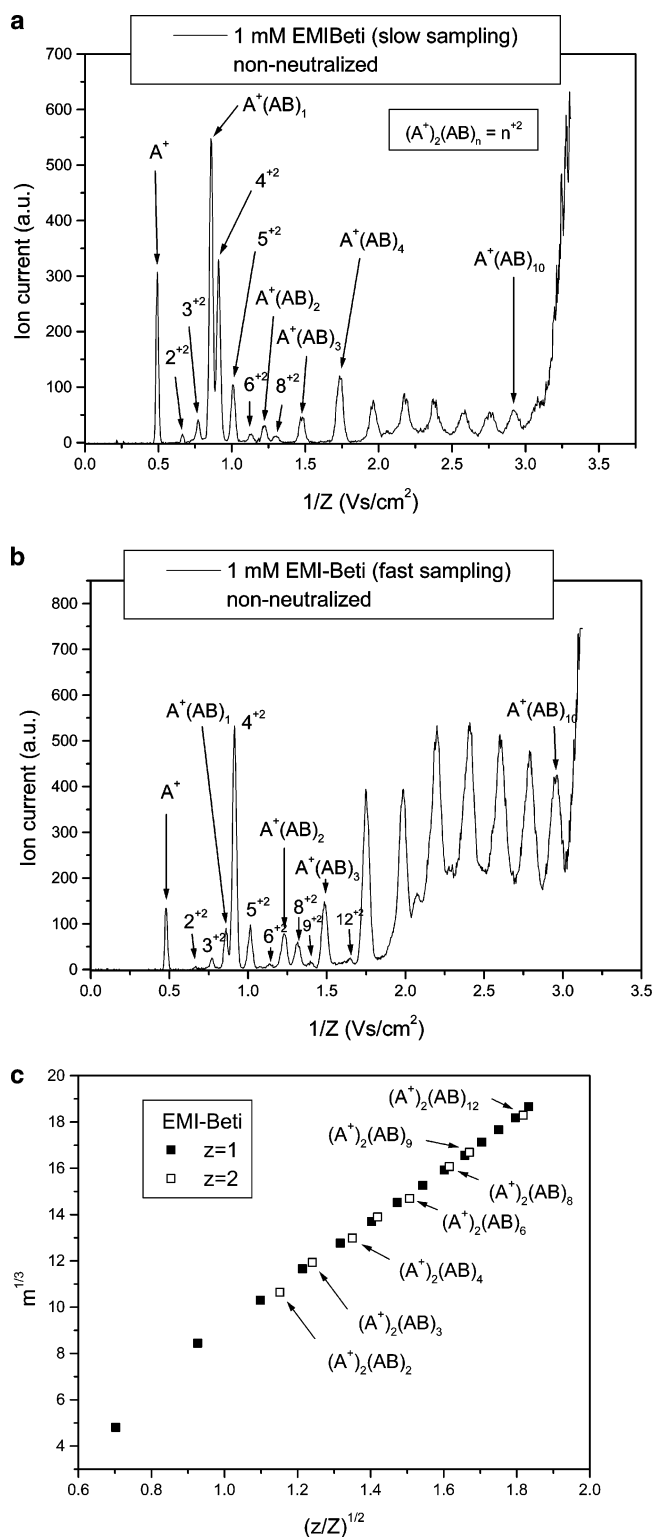 a
1 mM EMIBeti (slow sampling)
non-neutralized
(A⁺)₂(AB)ₙ = n⁺²
A⁺(AB)₁
A⁺
4⁺²
5⁺²
A⁺(AB)₄
A⁺(AB)₁₀
3⁺²
A⁺(AB)₂
2⁺²
A⁺(AB)₃
6⁺²
8⁺²
700
600
500
400
300
200
100
0
Ion current (a.u.)
0.0 0.5 1.0 1.5 2.0 2.5 3.0 3.5
1/Z (Vs/cm²)
b
1 mM EMI-Beti (fast sampling)
non-neutralized
A⁺(AB)₁
4⁺²
A⁺(AB)₁₀
A⁺
A⁺(AB)₂
A⁺(AB)₃
2⁺²
3⁺²
5⁺²
6⁺²
8⁺²
9⁺²
12⁺²
800
700
600
500
400
300
200
100
0
Ion current (a.u.)
0.0 0.5 1.0 1.5 2.0 2.5 3.0 3.5
1/Z (Vs/cm²)
c
EMI-Beti
z=1
z=2
(A⁺)₂(AB)₁₂
(A⁺)₂(AB)₉
(A⁺)₂(AB)₈
(A⁺)₂(AB)₆
(A⁺)₂(AB)₄
(A⁺)₂(AB)₃
(A⁺)₂(AB)₂
20
18
16
14
12
10
8
6
4
m^1/3
0.6 0.8 1.0 1.2 1.4 1.6 1.8 2.0
(z/Z)^1/2